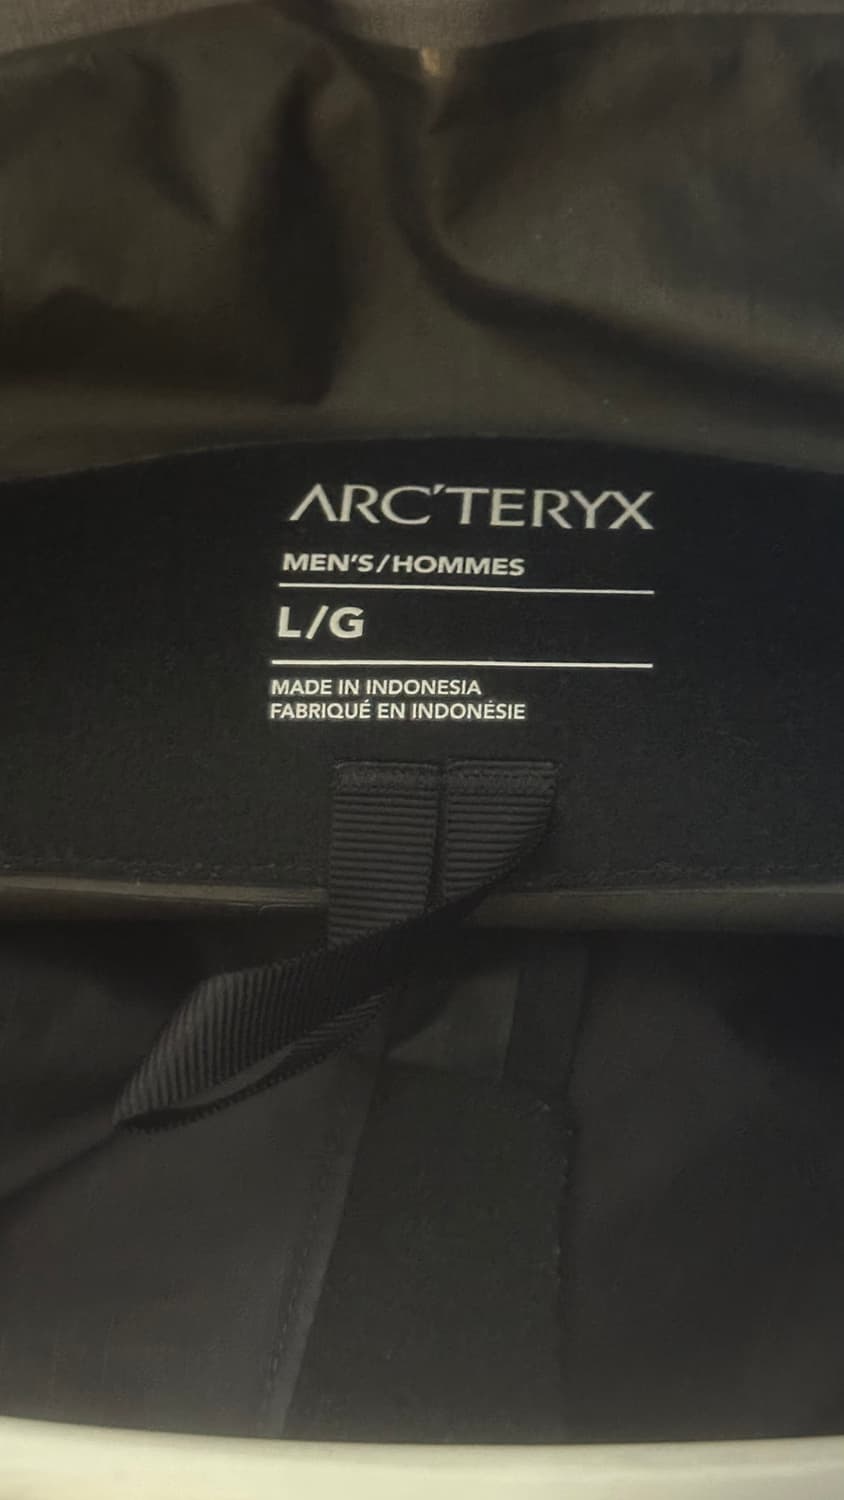 ARC'TERYX
MEN'S/HOMMES
L/G
MADE IN INDONESIA
FABRIQUÉ EN INDONÉSIE